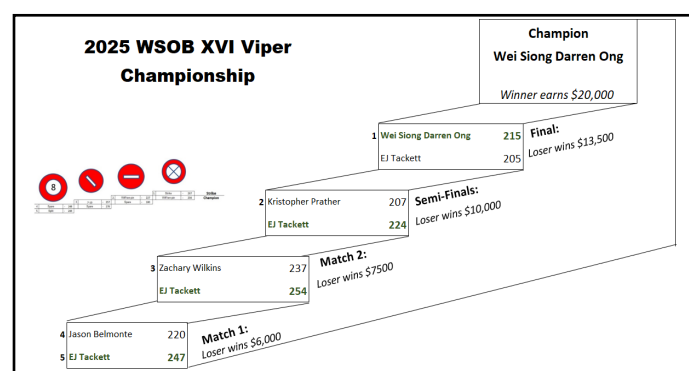 2025 WSOB XVI Viper
Championship
Champion
Wei Siong Darren Ong
Winner earns $20,000
1 Wei Siong Darren Ong 215
EJ Tackett 205
Final:
Loser wins $13,500
8
Strikes
Champion
2 Kristopher Prather 207
EJ Tackett 224
Semi-Finals:
Loser wins $10,000
3 Zachary Wilkins 237
EJ Tackett 254
Match 2:
Loser wins $7500
4 Jason Belmonte 220
5 EJ Tackett 247
Match 1:
Loser wins $6,000